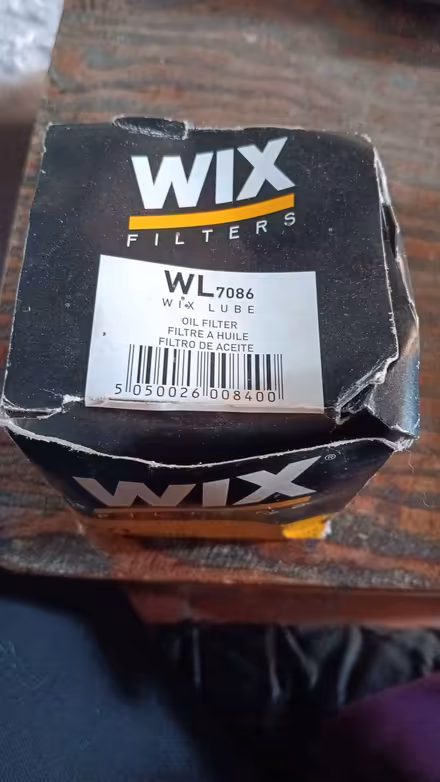 WIX
FILTERS
WL7086
WIX LUBE
OIL FILTER
FILTRE A HUILE
FILTRO DE ACEITE
5 050026 008400
WIX®